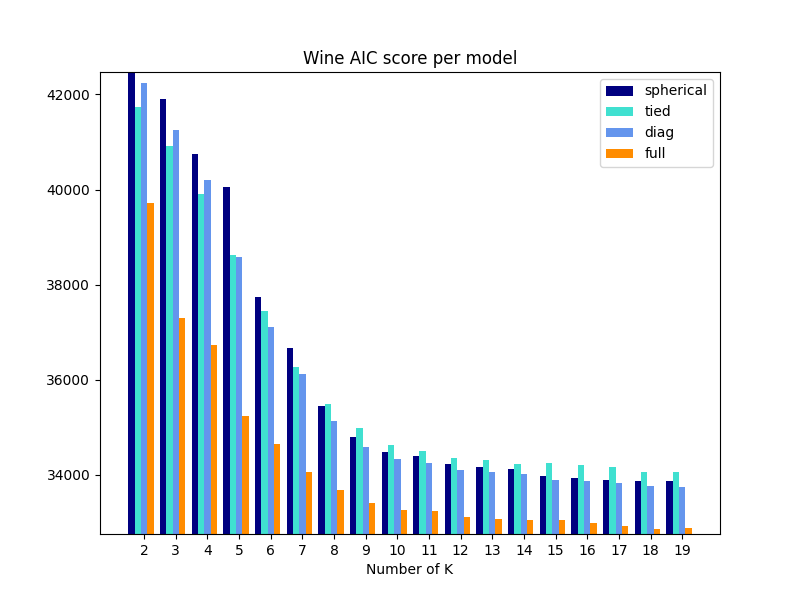 Wine AIC score per model
42000
40000
38000
36000
34000
spherical
tied
diag
full
2 3 4 5 6 7 8 9 10 11 12 13 14 15 16 17 18 19
Number of K